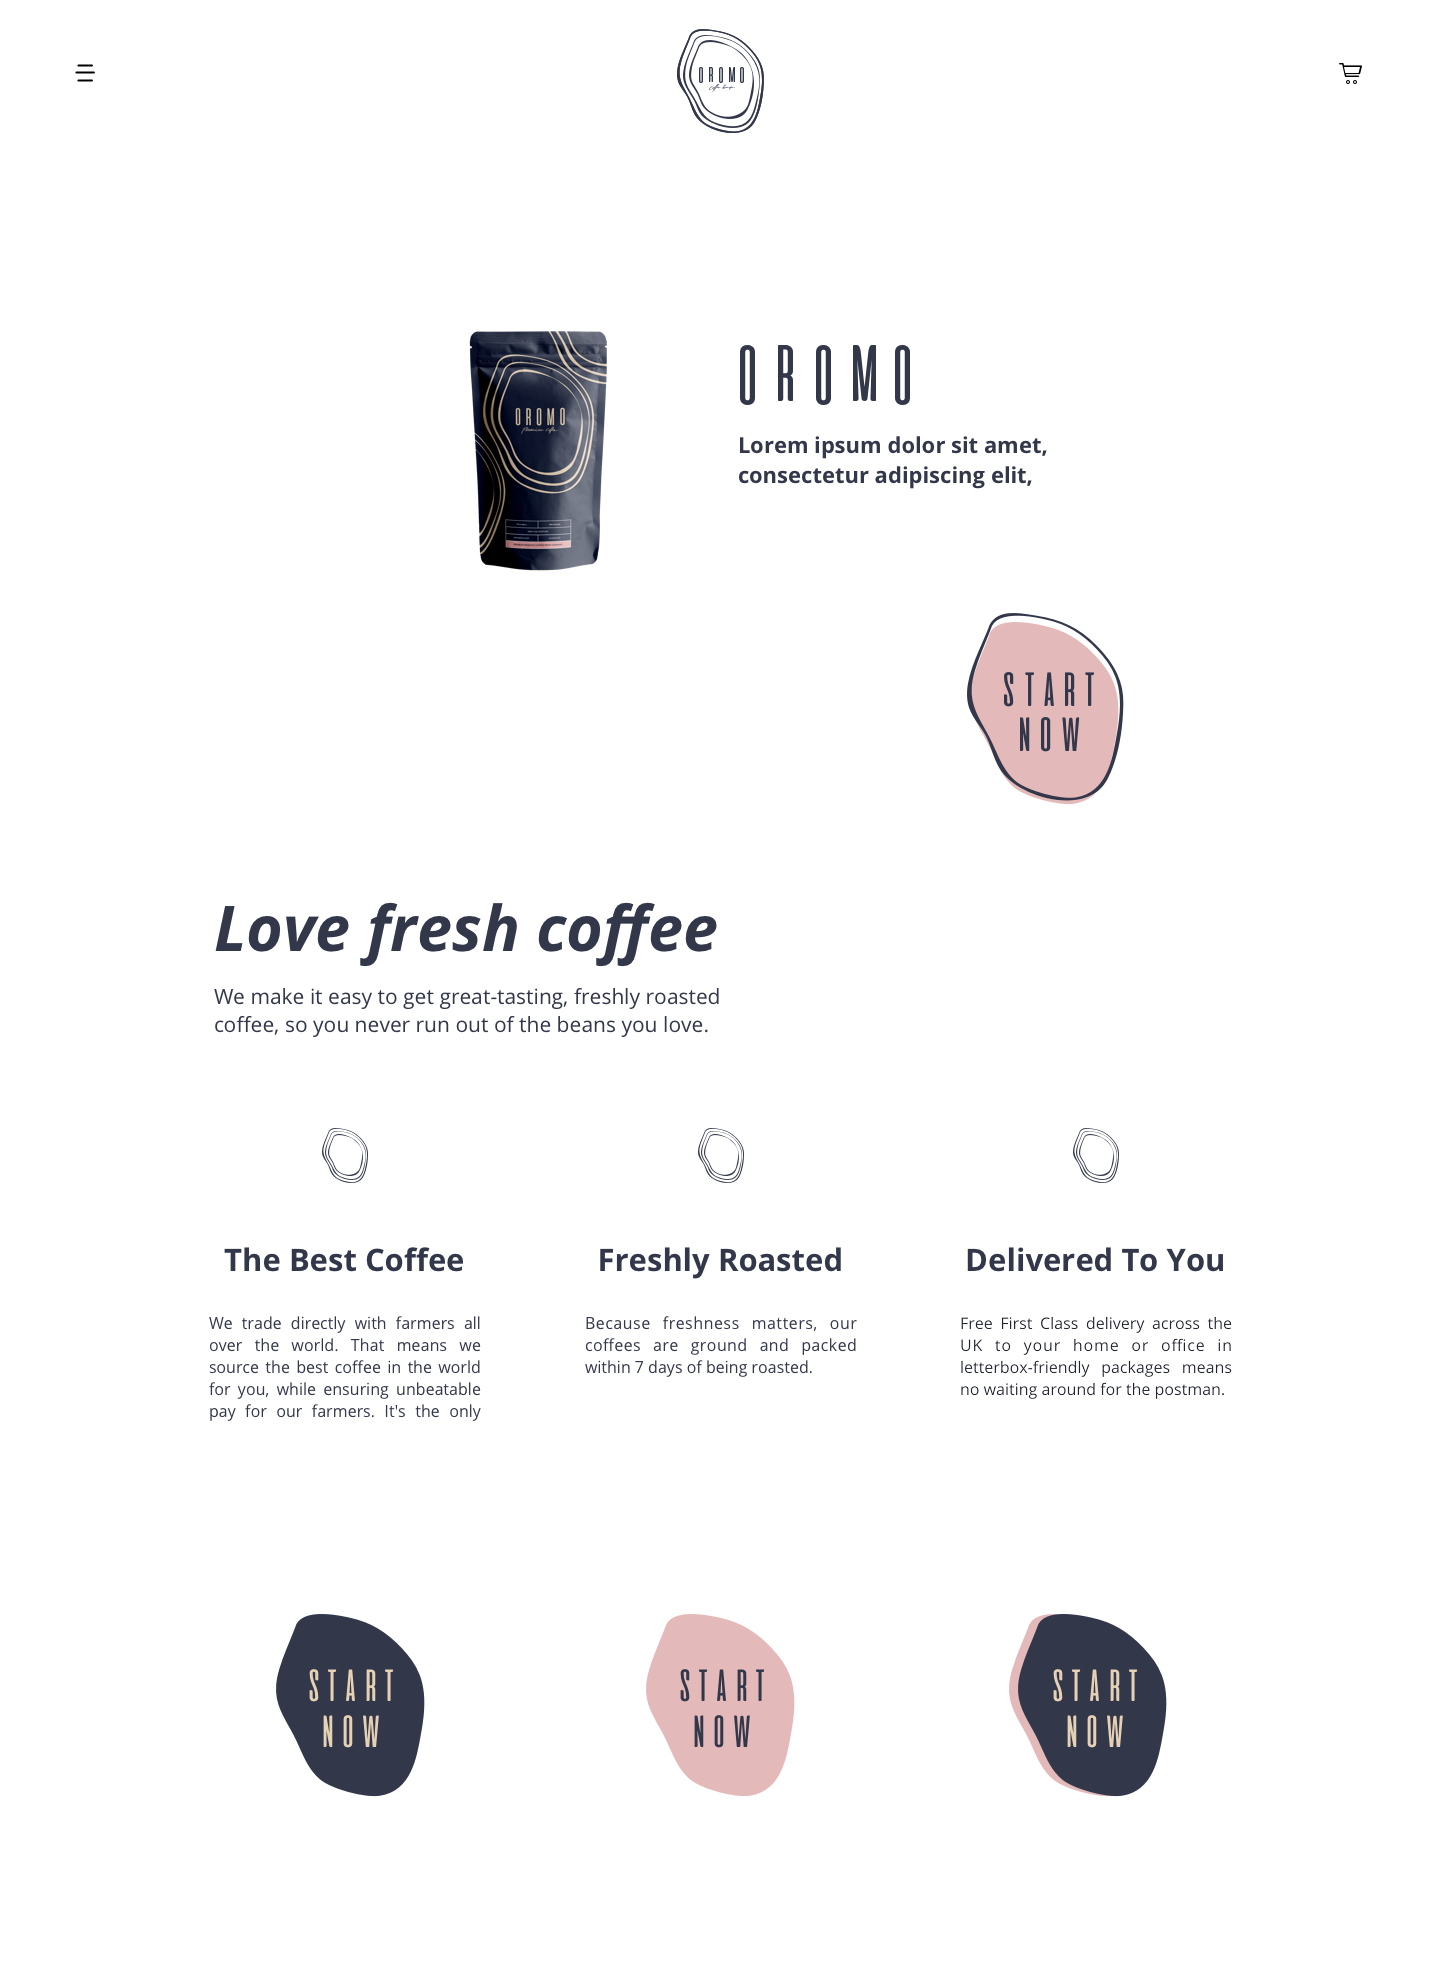 OROMO
OROMO
OROMO
Lorem ipsum dolor sit amet,
consectetur adipiscing elit,
START
NOW
Love fresh coffee
We make it easy to get great-tasting, freshly roasted
coffee, so you never run out of the beans you love.
The Best Coffee
We trade directly with farmers all
over the world. That means we
source the best coffee in the world
for you, while ensuring unbeatable
pay for our farmers. It's the only
Freshly Roasted
Because freshness matters, our
coffees are ground and packed
within 7 days of being roasted.
Delivered To You
Free First Class delivery across the
UK to your home or office in
letterbox-friendly packages means
no waiting around for the postman.
START
NOW
START
NOW
START
NOW